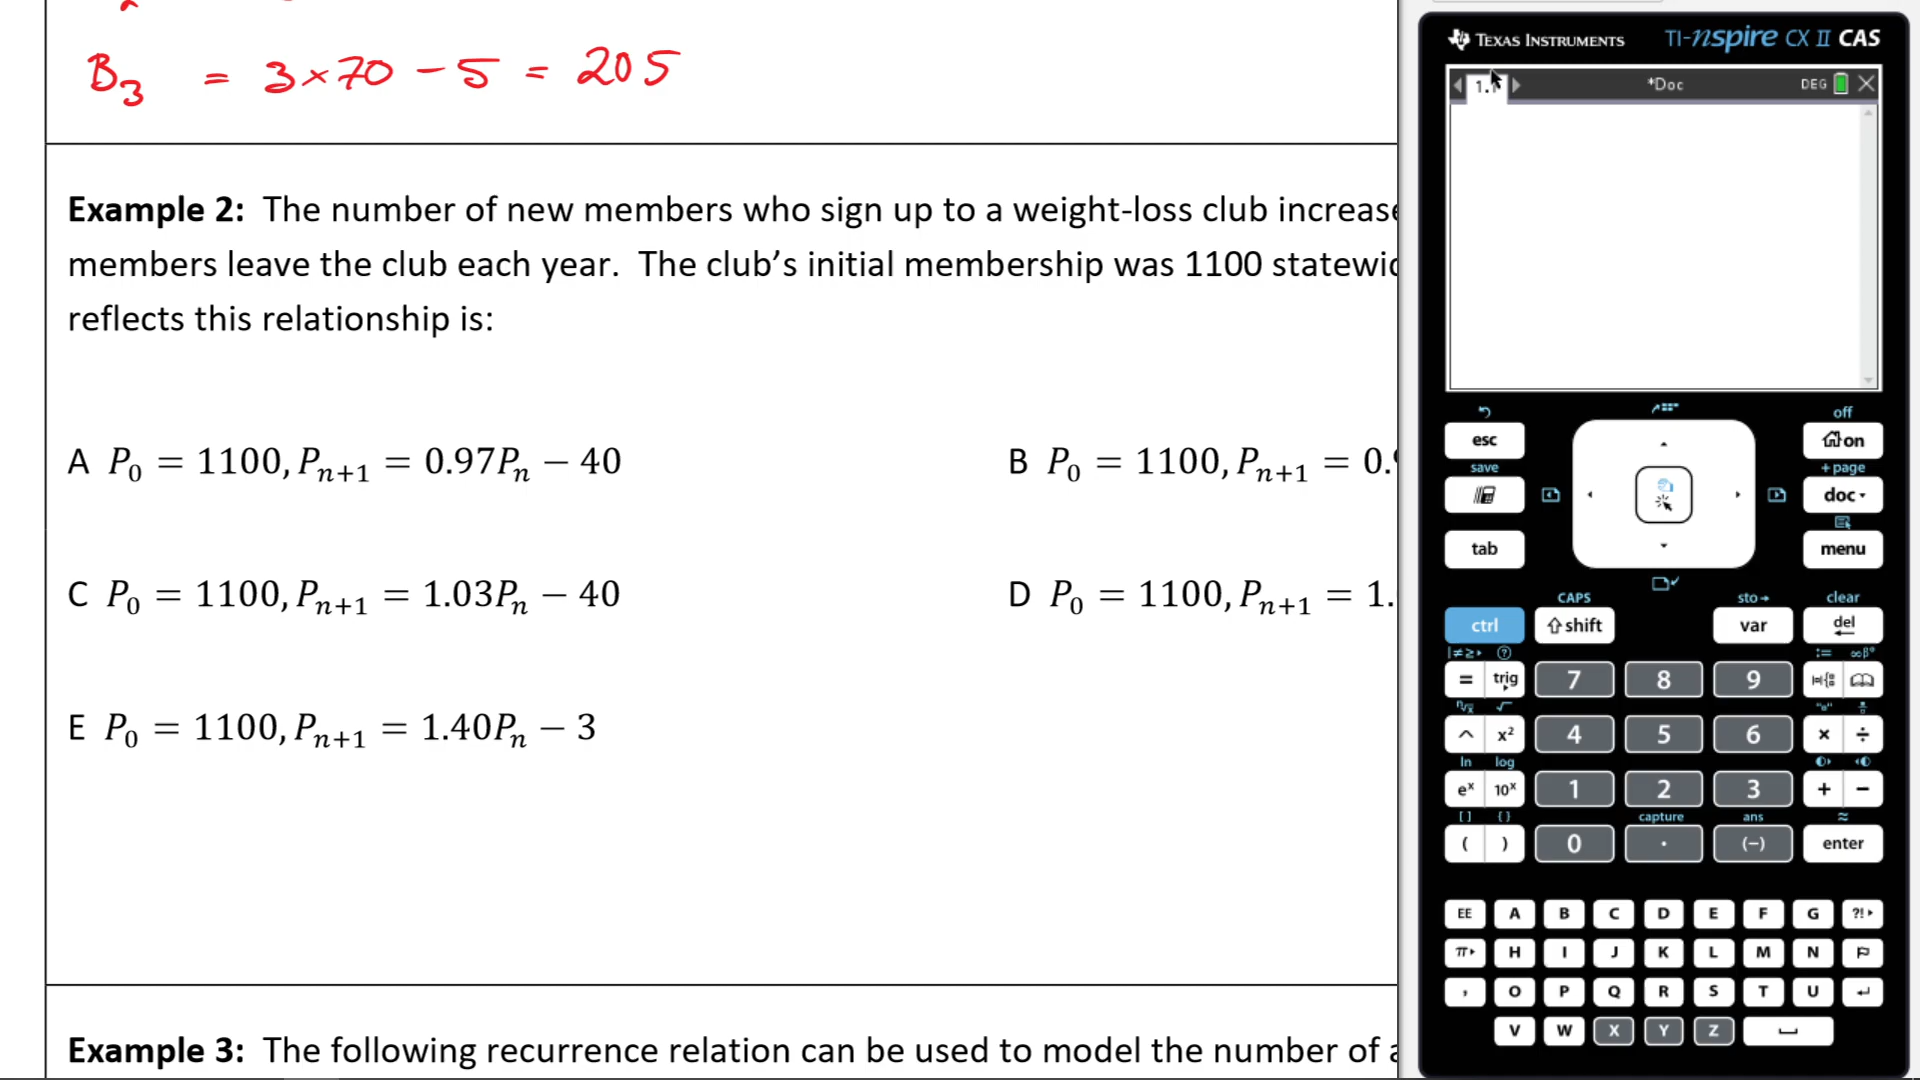 B₃ = 3×70 − 5 = 205
Example 2: The number of new members who sign up to a weight-loss club
members leave the club each year. The club’s initial membership was 1100
reflects this relationship is:
A P₀ = 1100, Pₙ₊₁ = 0.97Pₙ − 40
B P₀ = 1100, Pₙ₊₁ = 0.
C P₀ = 1100, Pₙ₊₁ = 1.03Pₙ − 40
D P₀ = 1100, Pₙ₊₁ = 1.
E P₀ = 1100, Pₙ₊₁ = 1.40Pₙ − 3
Example 3: The following recurrence relation can be used to model the number of
TEXAS INSTRUMENTS TI-nspire CX II CAS
*Doc DEG
off
esc on
save + page
doc
tab menu
CAPS sto→ clear
ctrl shift var del
|≠≥▸ ? := ∞β°
= trig 7 8 9
ⁿ√x √ "□"
^ x² 4 5 6 × ÷
ln log
eˣ 10ˣ 1 2 3 + −
[ ] { } capture ans ≈
( ) 0 . (−) enter
EE A B C D E F G ?!▸
π▸ H I J K L M N
, O P Q R S T U ↵
V W X Y Z